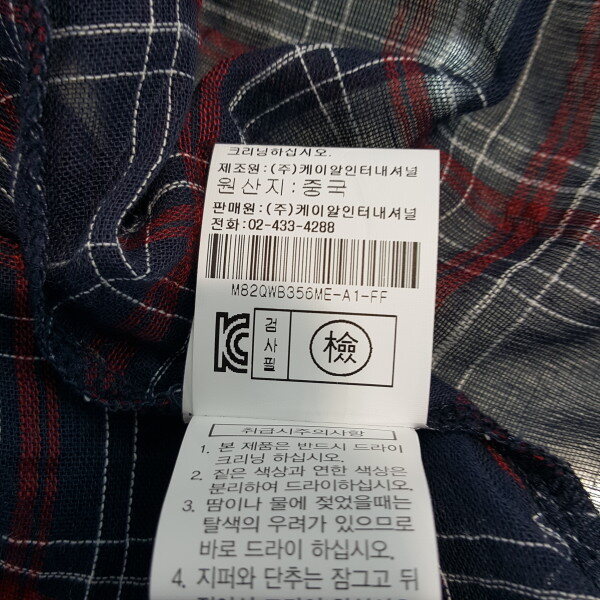 크리닝하십시오.
제조원:(주)케이알인터내셔널
원산지:중국
판매원:(주)케이알인터내셔널
전화:02-433-4288
M82QWB356ME-A1-FF
KC
검사필
檢
취급시주의사항
1. 본 제품은 반드시 드라이
크리닝 하십시오.
2. 짙은 색상과 연한 색상은
분리하여 드라이하십시오.
3. 땀이나 물에 젖었을때는
탈색의 우려가 있으므로
바로 드라이 하십시오.
4. 지퍼와 단추는 잠그고 뒤